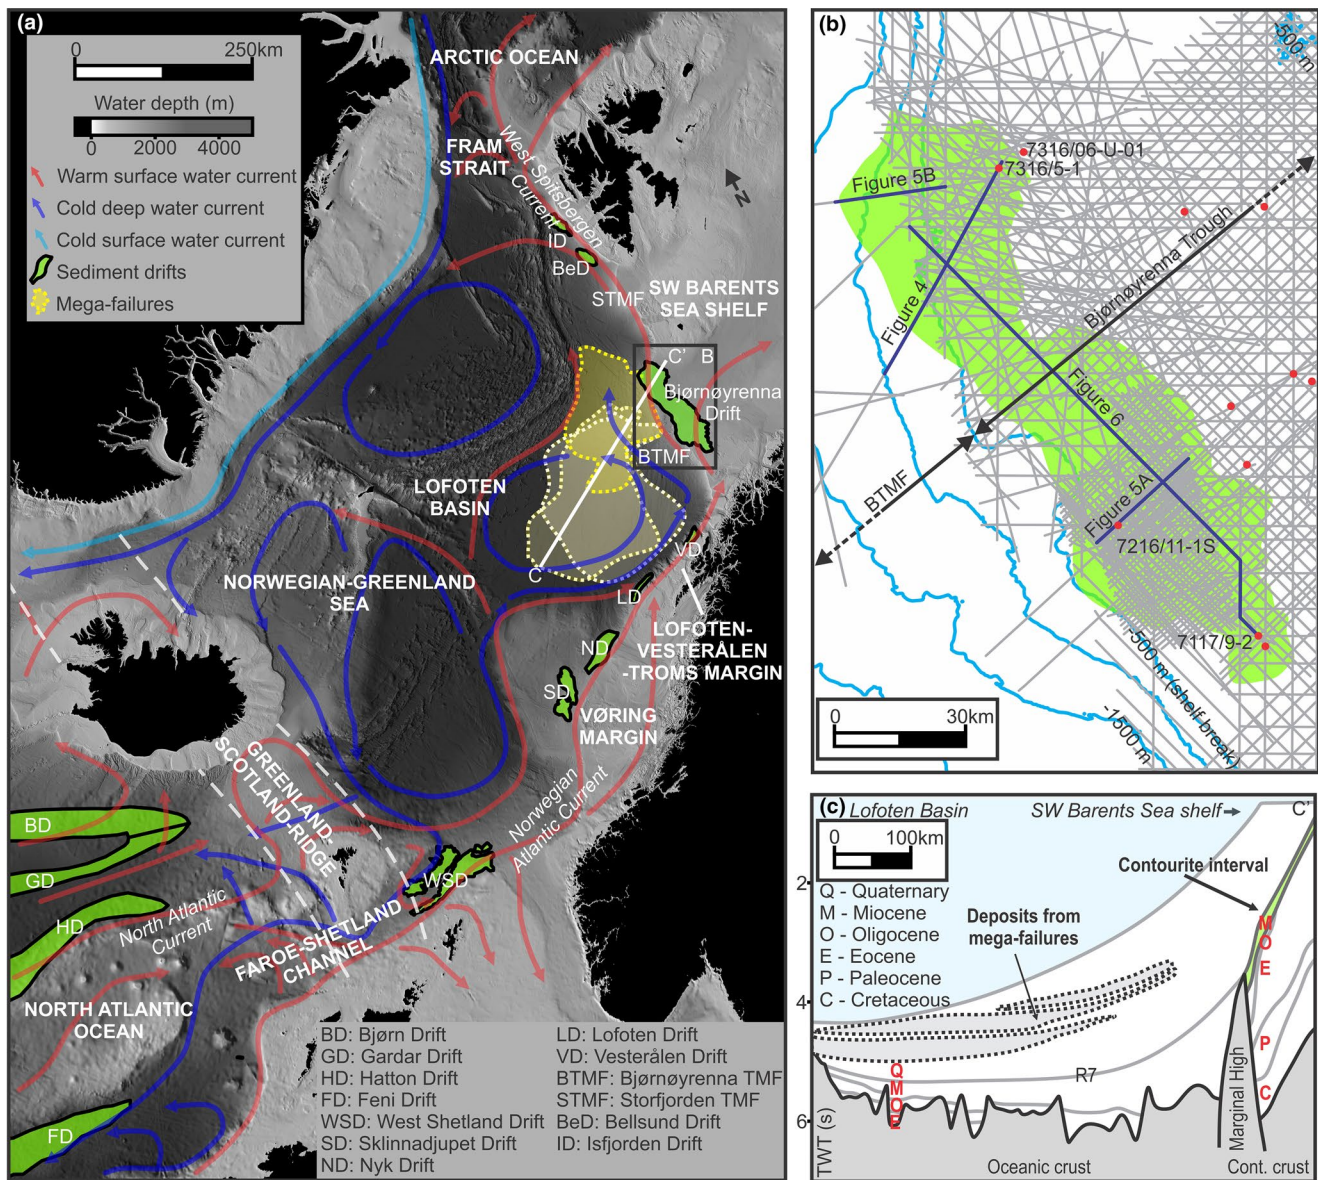 (a)
0 250km
Water depth (m)
0 2000 4000
Warm surface water current
Cold deep water current
Cold surface water current
Sediment drifts
Mega-failures
ARCTIC OCEAN
FRAM
STRAIT
West Spitsbergen
Current
N
ID
BeD
STMF
SW BARENTS
SEA SHELF
C' B
Bjørnøyrenna
Drift
BTMF
LOFOTEN
BASIN
C
VD
LD
NORWEGIAN-GREENLAND
SEA
LOFOTEN-
VESTERÅLEN
-TROMS MARGIN
ND
SD
VØRING
MARGIN
GREENLAND-
SCOTLAND-RIDGE
Norwegian
Atlantic Current
BD
GD
HD
WSD
North Atlantic
Current
FAROE-SHETLAND
CHANNEL
NORTH ATLANTIC
OCEAN
FD
BD: Bjørn Drift
GD: Gardar Drift
HD: Hatton Drift
FD: Feni Drift
WSD: West Shetland Drift
SD: Sklinnadjupet Drift
ND: Nyk Drift
LD: Lofoten Drift
VD: Vesterålen Drift
BTMF: Bjørnøyrenna TMF
STMF: Storfjorden TMF
BeD: Bellsund Drift
ID: Isfjorden Drift
(b)
-500 m
7316/06-U-01
7316/5-1
Figure 5B
Bjørnøyrenna Trough
Figure 4
Figure 6
BTMF
Figure 5A
7216/11-1S
7117/9-2
-500 m (shelf break)
-1500 m
0 30km
(c) Lofoten Basin SW Barents Sea shelf C'
0 100km
Contourite interval
2
Q - Quaternary
M - Miocene
O - Oligocene
E - Eocene
P - Paleocene
C - Cretaceous
Deposits from
mega-failures
M
O
E
4
P
R7
Q
M
O
E
C
6
TWT (s)
Marginal High
Oceanic crust
Cont. crust